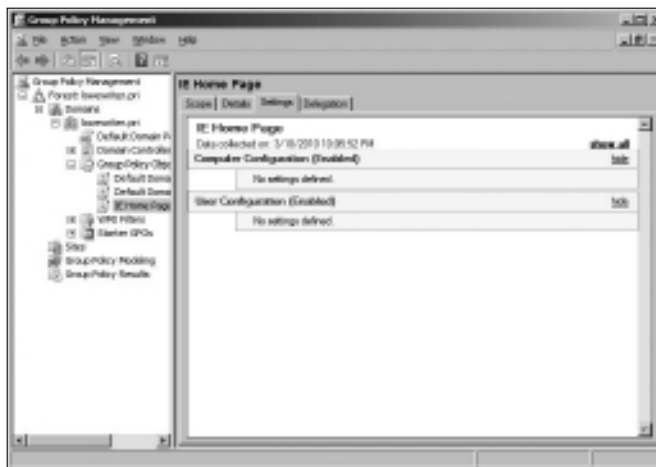 Group Policy Management
File Action View Window Help
Group Policy Management
Forest: lowewriter.pri
Domains
lowewriter.pri
Default Domain P
Domain Controller
Group Policy Obje
Default Doma
Default Doma
IE Home Page
WMI Filters
Starter GPOs
Sites
Group Policy Modeling
Group Policy Results
IE Home Page
Scope Details Settings Delegation
IE Home Page
Data collected on: 3/18/2010 10:09:52 PM
show all
Computer Configuration (Enabled)
hide
No settings defined.
User Configuration (Enabled)
hide
No settings defined.